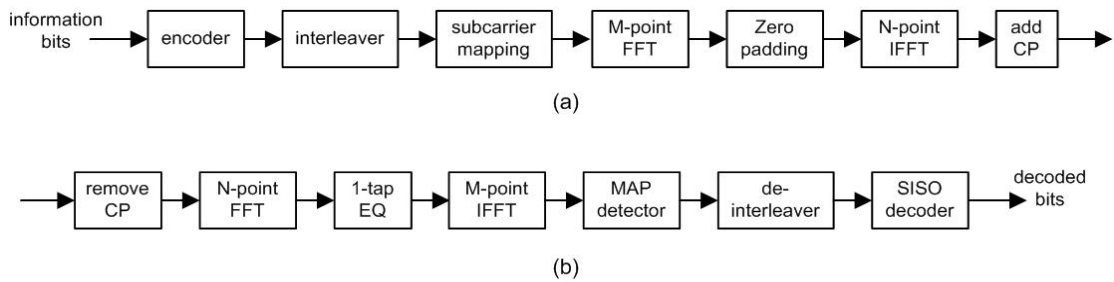 information
bits
encoder
interleaver
subcarrier
mapping
M-point
FFT
Zero
padding
N-point
IFFT
add
CP
(a)
remove
CP
N-point
FFT
1-tap
EQ
M-point
IFFT
MAP
detector
de-
interleaver
SISO
decoder
decoded
bits
(b)